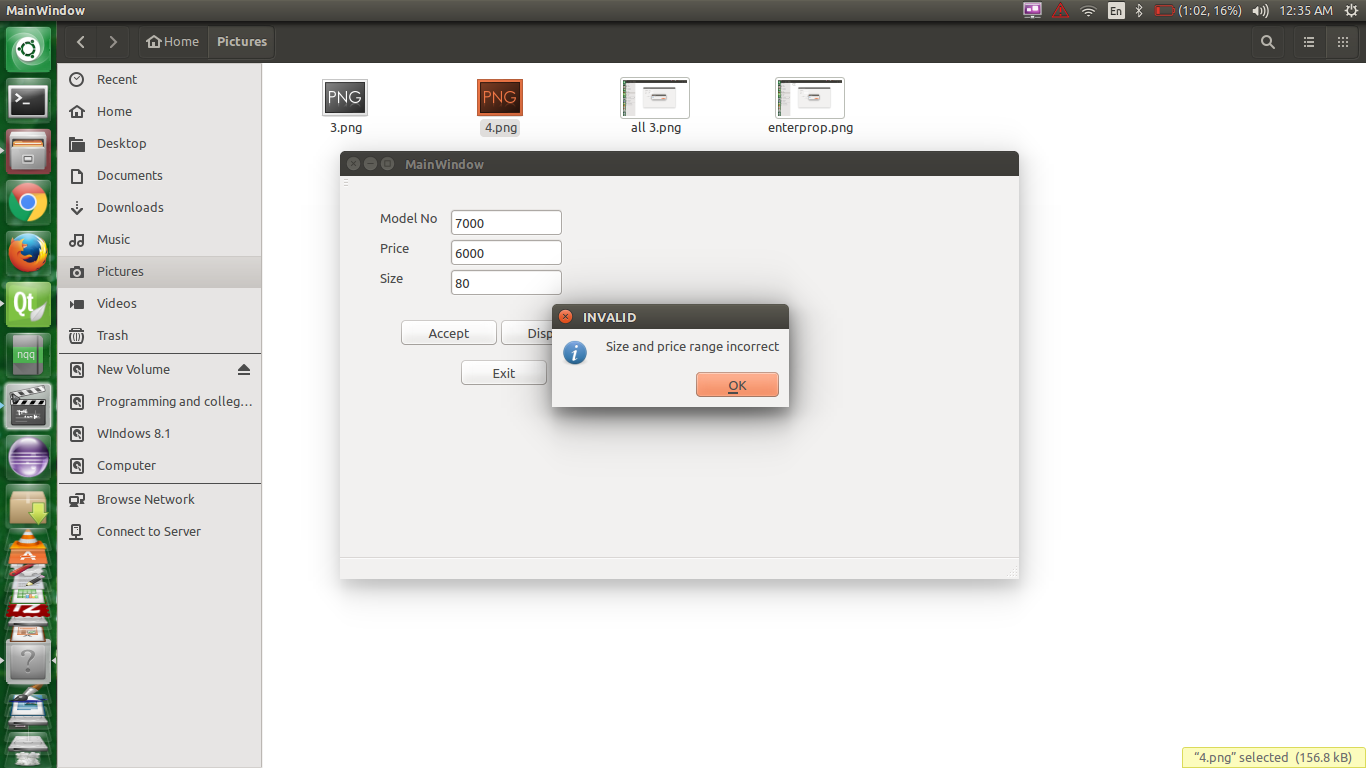 MainWindow
En
(1:02, 16%)
12:35 AM
Home
Pictures
Recent
Home
Desktop
Documents
Downloads
Music
Pictures
Videos
Trash
New Volume
Programming and colleg...
WIndows 8.1
Computer
Browse Network
Connect to Server
PNG
3.png
PNG
4.png
all 3.png
enterprop.png
MainWindow
Model No
7000
Price
6000
Size
80
Accept
Disp
Exit
INVALID
Size and price range incorrect
OK
Qt
nqq
"4.png" selected (156.8 kB)